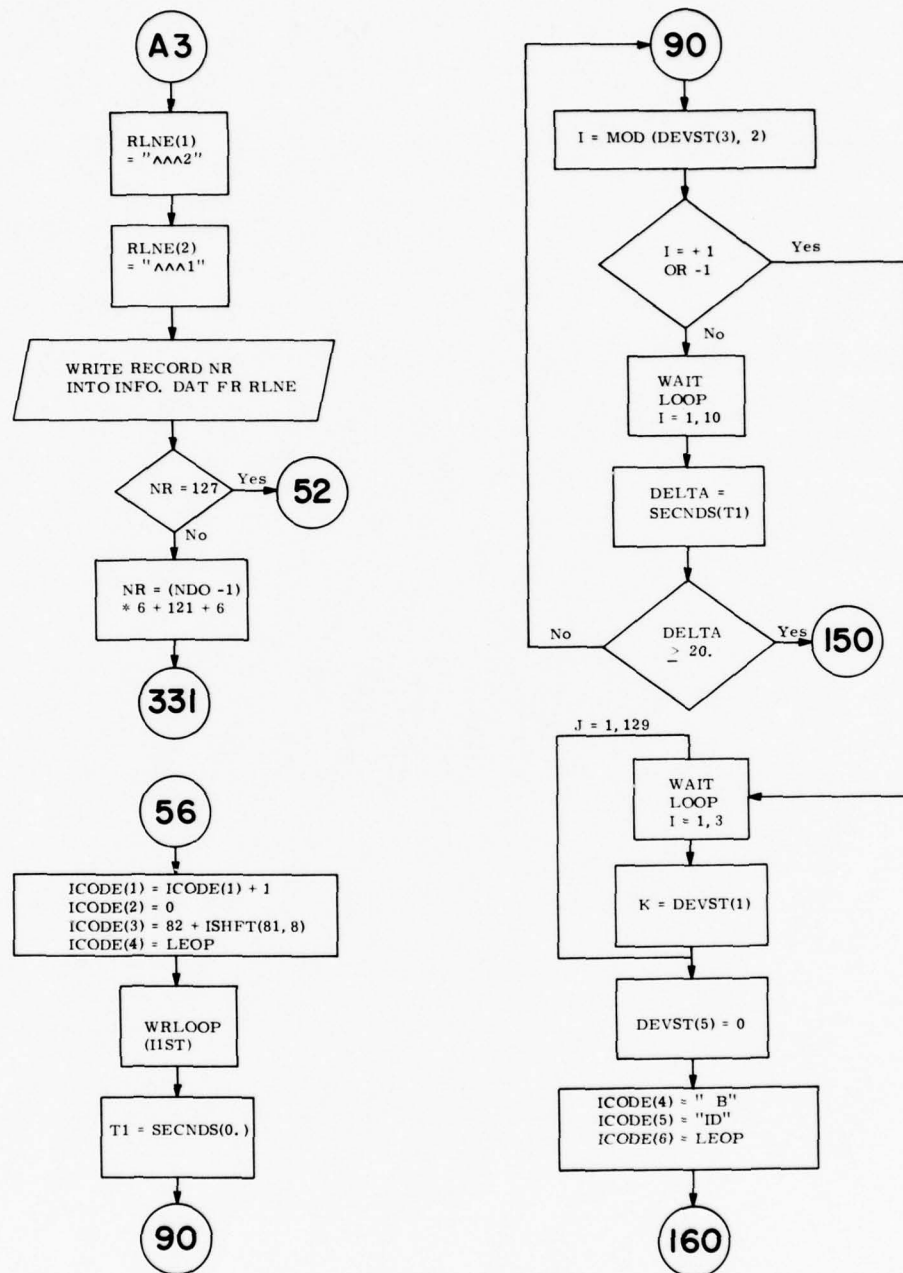 A3
RLNE(1)
= "^^^2"
RLNE(2)
= "^^^1"
WRITE RECORD NR
INTO INFO. DAT FR RLNE
NR = 127
Yes
52
No
NR = (NDO -1)
* 6 + 121 + 6
331
56
ICODE(1) = ICODE(1) + 1
ICODE(2) = 0
ICODE(3) = 82 + ISHFT(81, 8)
ICODE(4) = LEOP
WRLOOP
(I1ST)
T1 = SECNDS(0.)
90
90
I = MOD (DEVST(3), 2)
I = + 1
OR -1
Yes
No
WAIT
LOOP
I = 1, 10
DELTA =
SECNDS(T1)
No
DELTA
≥ 20.
Yes
150
J = 1, 129
WAIT
LOOP
I = 1, 3
K = DEVST(1)
DEVST(5) = 0
ICODE(4) = " B"
ICODE(5) = "ID"
ICODE(6) = LEOP
160